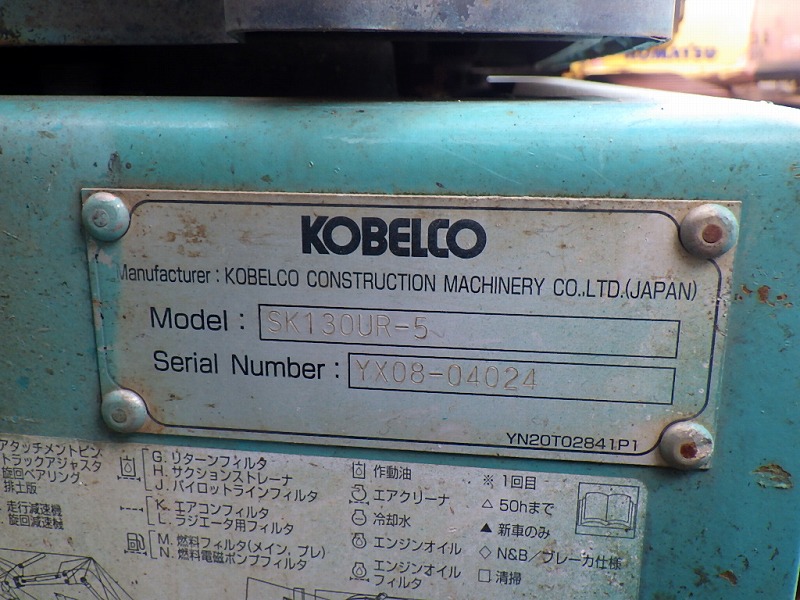 KOMATSU
KOBELCO
Manufacturer : KOBELCO CONSTRUCTION MACHINERY CO.,LTD.(JAPAN)
Model : SK130UR-5
Serial Number : YX08-04024
YN20T02841P1
アタッチメントピン
トラックアジャスタ
旋回ベアリング
排土版
走行減速機
旋回減速機
G. リターンフィルタ
H. サクションストレーナ
J. パイロットラインフィルタ
K. エアコンフィルタ
L. ラジエータ用フィルタ
M. 燃料フィルタ(メイン, プレ)
N. 燃料電磁ポンプフィルタ
作動油
エアクリーナ
冷却水
エンジンオイル
エンジンオイル
フィルタ
※ 1回目
△ 50hまで
▲ 新車のみ
◇ N&B/ブレーカ仕様
□ 清掃